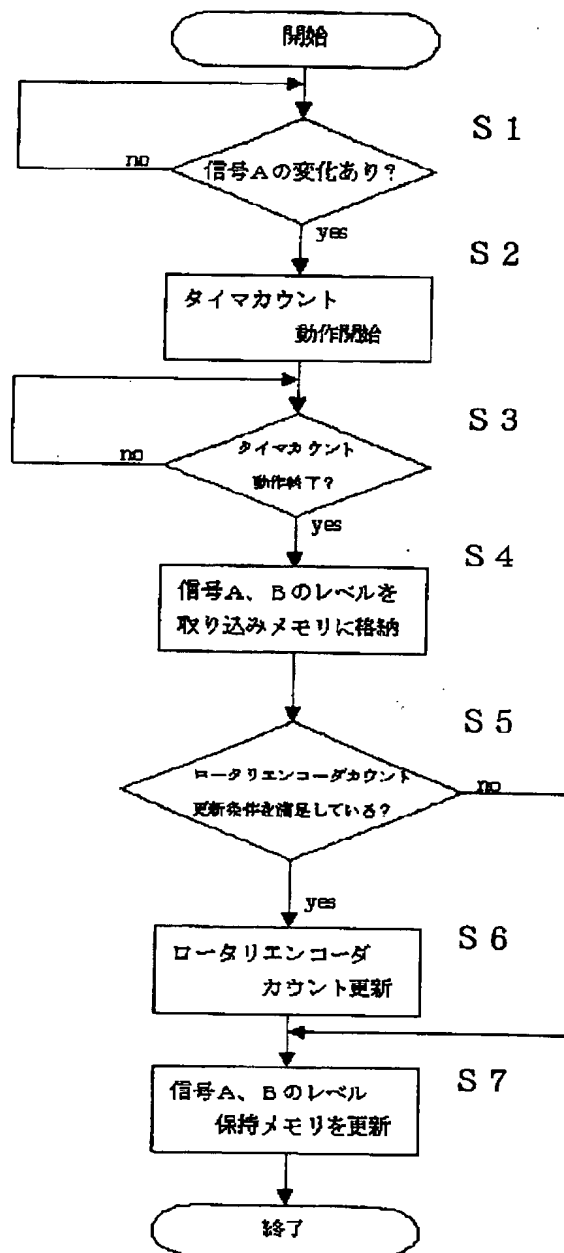 開始
S1
no
信号Aの変化あり?
yes
S2
タイマカウント
動作開始
S3
no
タイマカウント
動作終了?
yes
S4
信号A、Bのレベルを
取り込みメモリに格納
S5
ロータリエンコーダカウント
no
更新条件を満足している?
yes
S6
ロータリエンコーダ
カウント更新
S7
信号A、Bのレベル
保持メモリを更新
終了